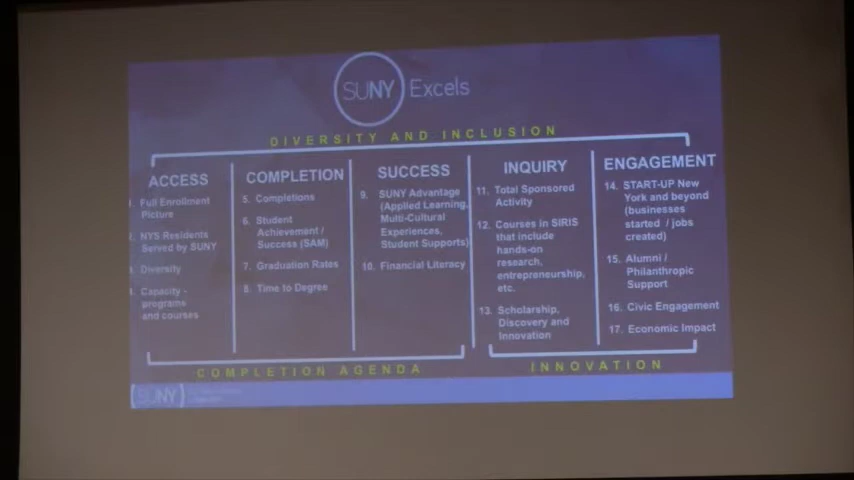 SUNY Excels
DIVERSITY AND INCLUSION
ACCESS
Full Enrollment
Picture
NYS Residents
Served by SUNY
Diversity
Capacity -
programs
and courses
COMPLETION
5. Completions
6. Student
Achievement /
Success (SAM)
7. Graduation Rates
8. Time to Degree
SUCCESS
9. SUNY Advantage
(Applied Learning,
Multi-Cultural
Experiences,
Student Supports)
10. Financial Literacy
INQUIRY
11. Total Sponsored
Activity
12. Courses in SIRIS
that include
hands-on
research,
entrepreneurship,
etc.
13. Scholarship,
Discovery and
Innovation
ENGAGEMENT
14. START-UP New
York and beyond
(businesses
started / jobs
created)
15. Alumni /
Philanthropic
Support
16. Civic Engagement
17. Economic Impact
COMPLETION AGENDA
INNOVATION
SUNY